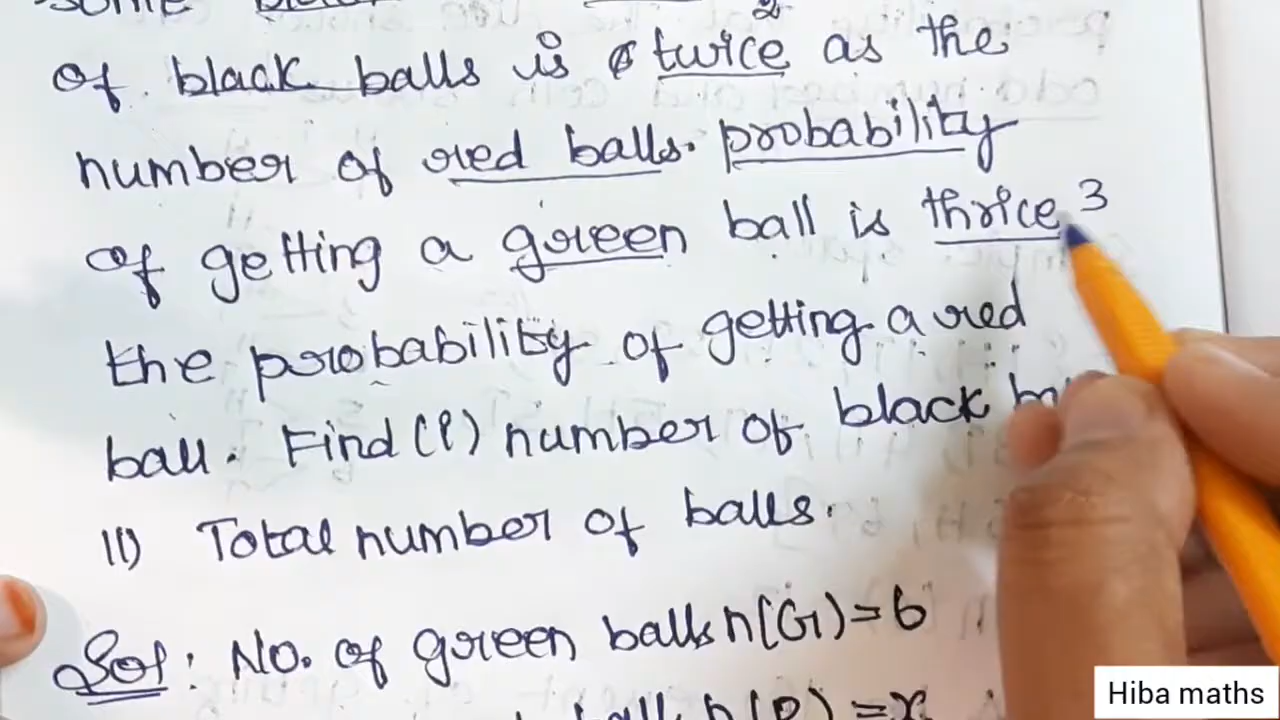 of black balls is twice 2 as the
number of red balls. probability
of getting a green ball is thrice 3
the probability of getting a red
ball. Find (i) number of black
ii) Total number of balls.
Sol: No. of green balls n(G)=6
ball n(R) = x
Hiba maths